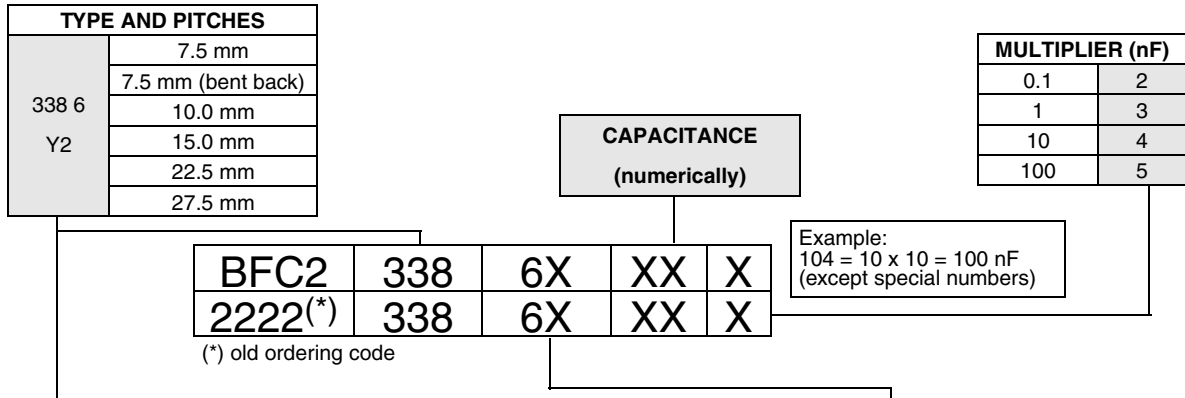 TYPE AND PITCHES
338 6
Y2
7.5 mm
7.5 mm (bent back)
10.0 mm
15.0 mm
22.5 mm
27.5 mm
CAPACITANCE
(numerically)
MULTIPLIER (nF)
0.1 2
1 3
10 4
100 5
Example:
104 = 10 x 10 = 100 nF
(except special numbers)
BFC2 338 6X XX X
2222(*) 338 6X XX X
(*) old ordering code